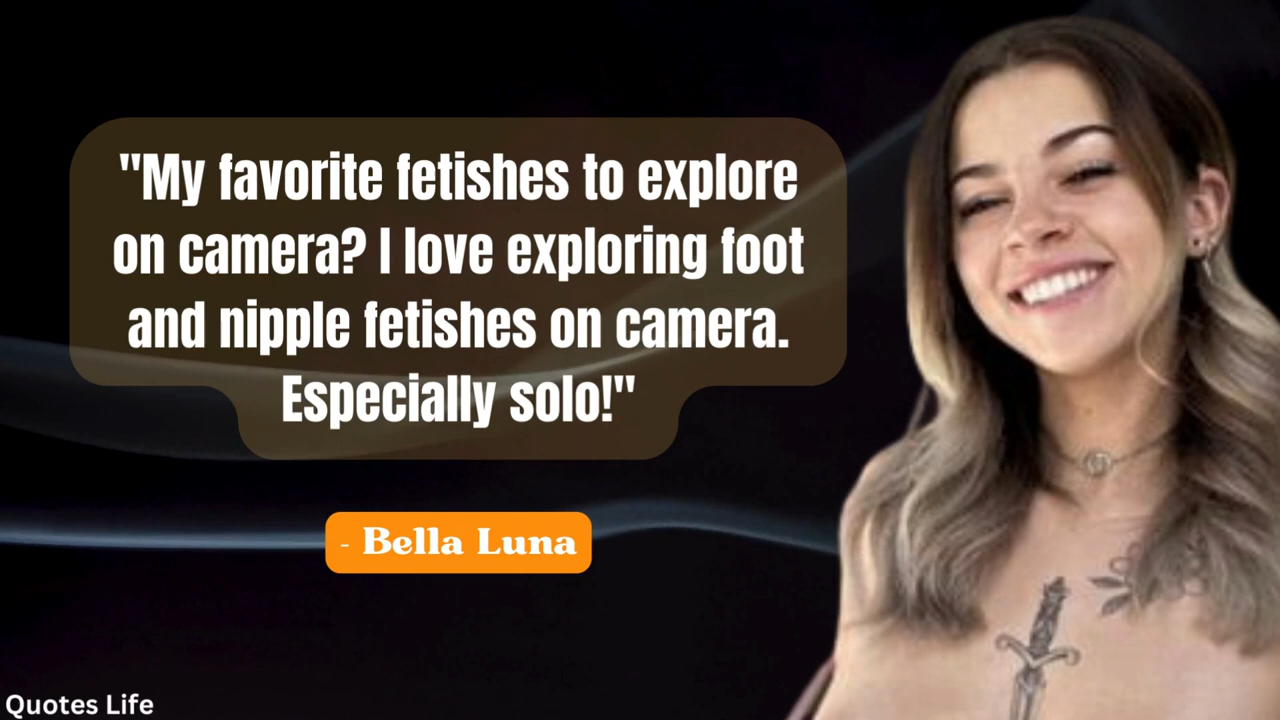 "My favorite fetishes to explore
on camera? I love exploring foot
and nipple fetishes on camera.
Especially solo!"
- Bella Luna
Quotes Life